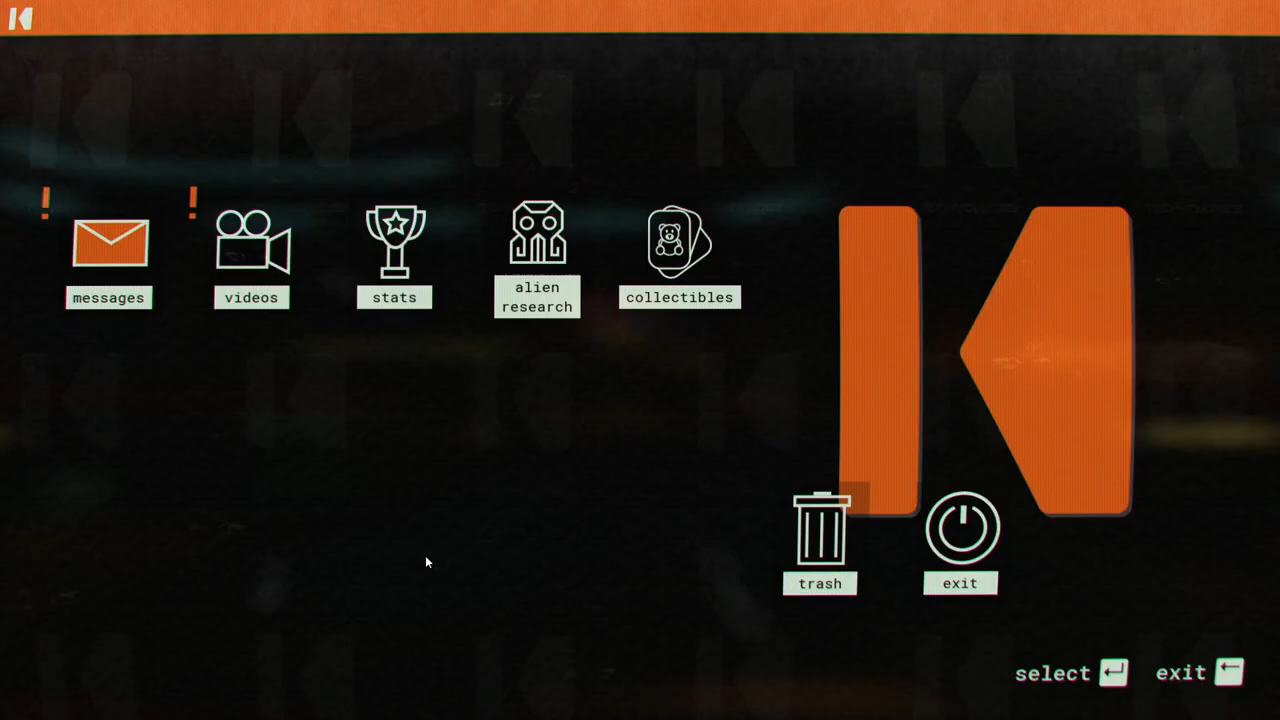 !
!
messages
videos
stats
alien
research
collectibles
trash
exit
select
exit